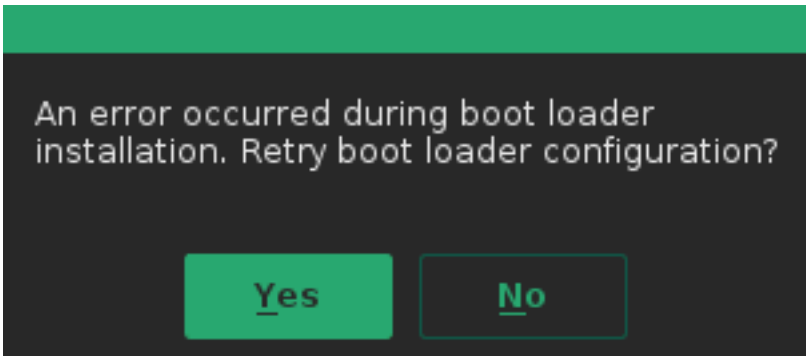 An error occurred during boot loader
installation. Retry boot loader configuration?
Yes
No